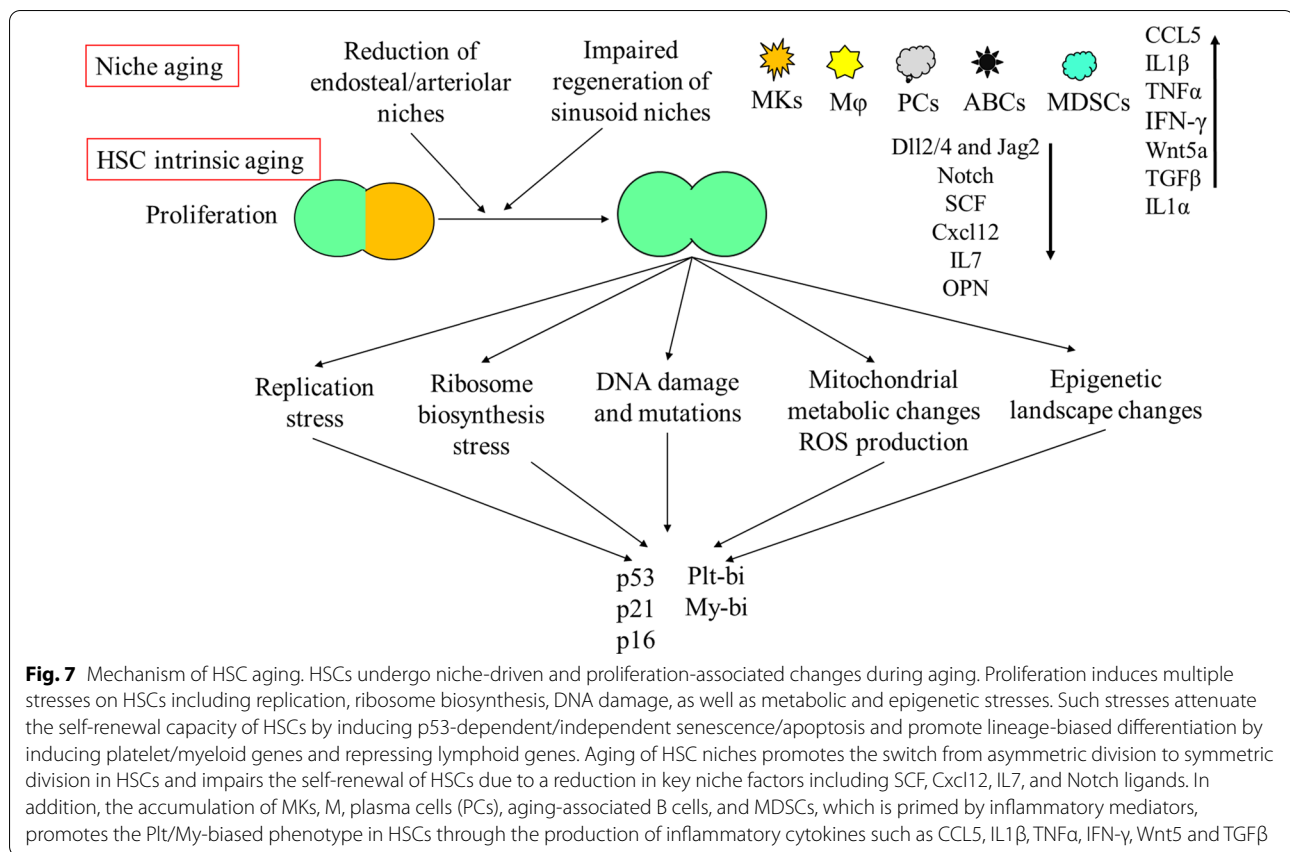 Niche aging
Reduction of
endosteal/arteriolar
niches
Impaired
regeneration of
sinusoid niches
MKs Mφ PCs ABCs MDSCs
CCL5
IL1β
TNFα
IFN-γ
Wnt5a
TGFβ
IL1α
Dll2/4 and Jag2
Notch
SCF
Cxcl12
IL7
OPN
HSC intrinsic aging
Proliferation
Replication
stress
Ribosome
biosynthesis
stress
DNA damage
and mutations
Mitochondrial
metabolic changes
ROS production
Epigenetic
landscape changes
p53
p21
p16
Plt-bi
My-bi
Fig. 7 Mechanism of HSC aging. HSCs undergo niche-driven and proliferation-associated changes during aging. Proliferation induces multiple
stresses on HSCs including replication, ribosome biosynthesis, DNA damage, as well as metabolic and epigenetic stresses. Such stresses attenuate
the self-renewal capacity of HSCs by inducing p53-dependent/independent senescence/apoptosis and promote lineage-biased differentiation by
inducing platelet/myeloid genes and repressing lymphoid genes. Aging of HSC niches promotes the switch from asymmetric division to symmetric
division in HSCs and impairs the self-renewal of HSCs due to a reduction in key niche factors including SCF, Cxcl12, IL7, and Notch ligands. In
addition, the accumulation of MKs, M, plasma cells (PCs), aging-associated B cells, and MDSCs, which is primed by inflammatory mediators,
promotes the Plt/My-biased phenotype in HSCs through the production of inflammatory cytokines such as CCL5, IL1β, TNFα, IFN-γ, Wnt5 and TGFβ